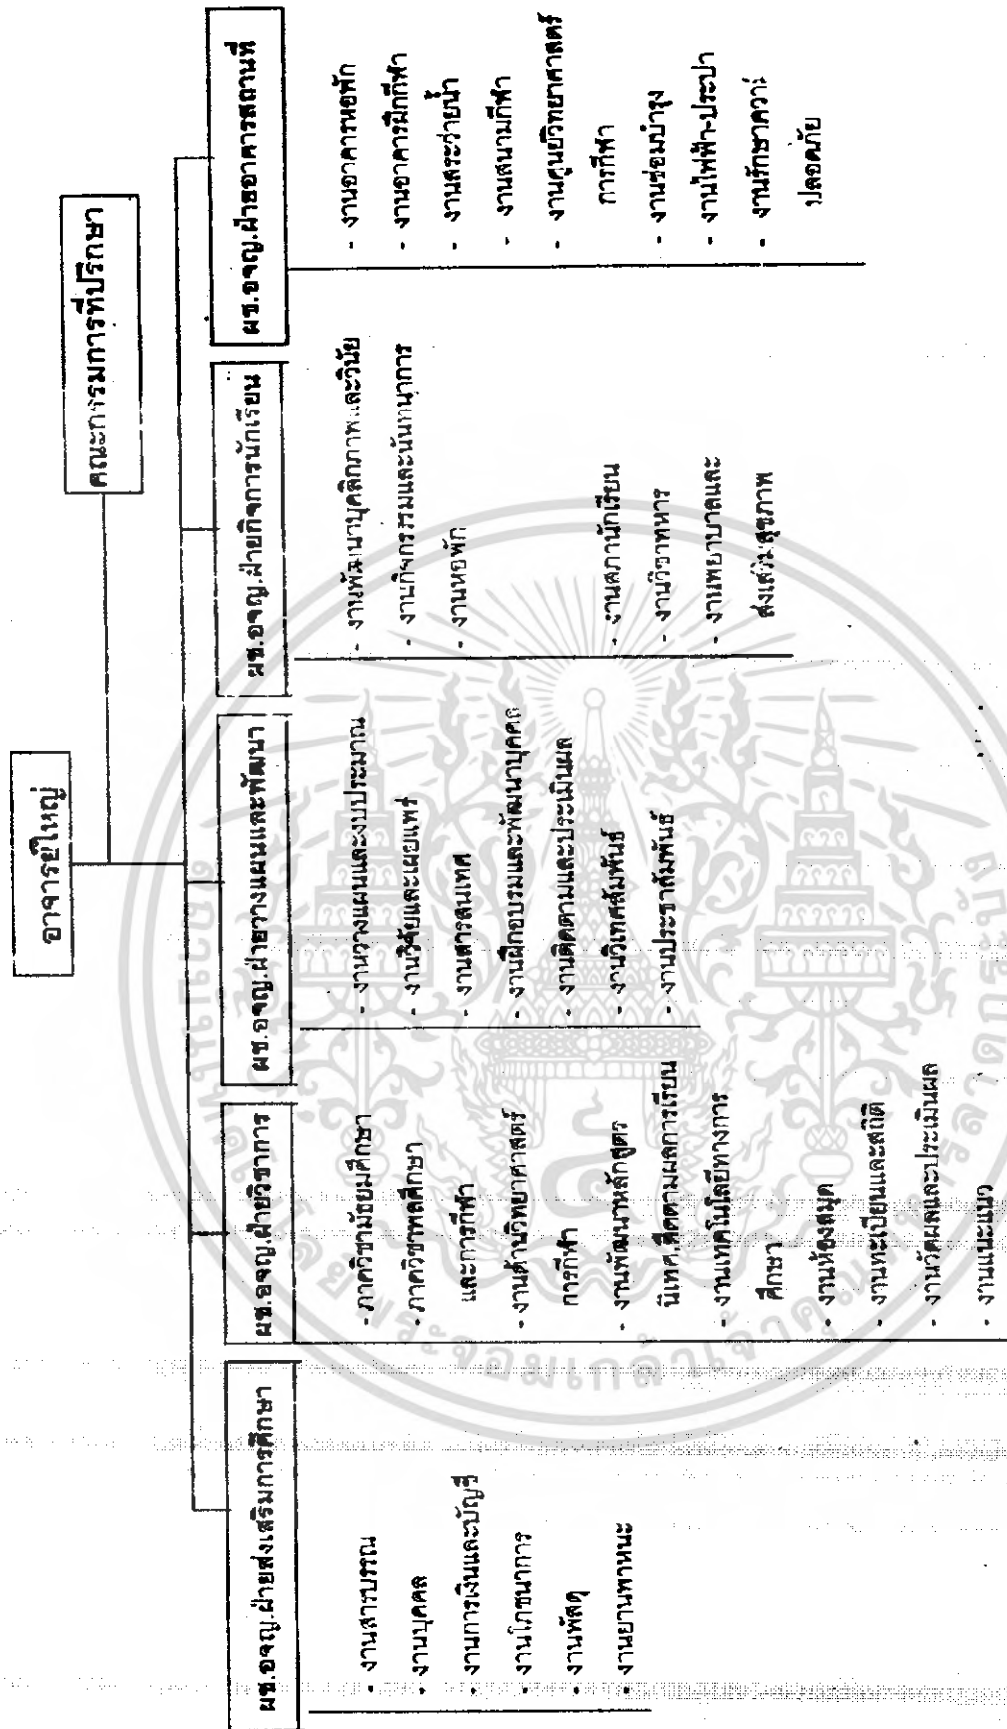 อาจารย์ใหญ่
คณะกรรมการที่ปรึกษา
ผช.อจญ.ฝ่ายส่งเสริมการศึกษา
- งานสารบรรณ
- งานบุคคล
- งานการเงินและบัญชี
- งานโภชนาการ
- งานพัสดุ
- งานยานพาหนะ
ผช.อจญ.ฝ่ายวิชาการ
- ภาควิชามัธยมศึกษา
- ภาควิชาพลศึกษา
และการกีฬา
- งานด้านวิทยาศาสตร์
การกีฬา
- งานพัฒนาหลักสูตร
นิเทศ,ติดตามผลการเรียน
- งานเทคโนโลยีทางการ
ศึกษา
- งานห้องสมุด
- งานทะเบียนและสถิติ
- งานวัดผลและประเมินผล
- งานแนะแนว
ผช.อจญ.ฝ่ายวางแผนและพัฒนา
- งานวางแผนและงบประมาณ
- งานวิจัยและเผยแพร่
- งานสารสนเทศ
- งานฝึกอบรมและพัฒนาบุคคล
- งานติดตามและประเมินผล
- งานวิเทศสัมพันธ์
- งานประชาสัมพันธ์
ผช.อจญ.ฝ่ายกิจการนักเรียน
- งานพัฒนาบุคลิกภาพและวินัย
- งานกิจกรรมและนันทนาการ
- งานหอพัก
- งานสภานักเรียน
- งานวิชาทหาร
- งานพยาบาลและ
ส่งเสริมสุขภาพ
ผช.อจญ.ฝ่ายอาคารสถานที่
- งานอาคารหอพัก
- งานอาคารฝึกกีฬา
- งานสระว่ายน้ำ
- งานสนามกีฬา
- งานศูนย์วิทยาศาสตร์
การกีฬา
- งานซ่อมบำรุง
- งานไฟฟ้า-ประปา
- งานรักษาความ
ปลอดภัย